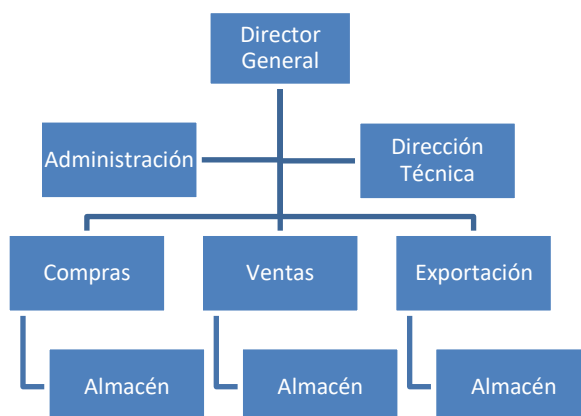 Director
General
Administración
Dirección
Técnica
Compras
Ventas
Exportación
Almacén
Almacén
Almacén